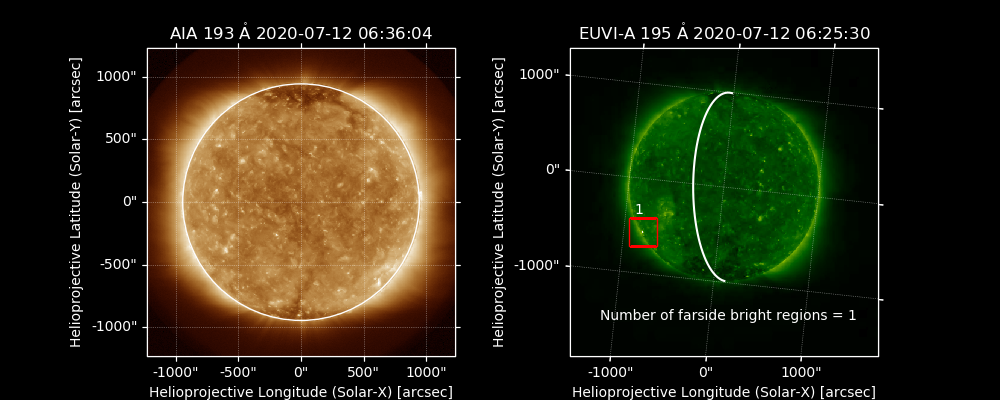 AIA 193 Å 2020-07-12 06:36:04
1000"
500"
0"
-500"
-1000"
-1000" -500" 0" 500" 1000"
Helioprojective Longitude (Solar-X) [arcsec]
Helioprojective Latitude (Solar-Y) [arcsec]
EUVI-A 195 Å 2020-07-12 06:25:30
1000"
0"
-1000"
1
Number of farside bright regions = 1
-1000" 0" 1000"
Helioprojective Longitude (Solar-X) [arcsec]
Helioprojective Latitude (Solar-Y) [arcsec]